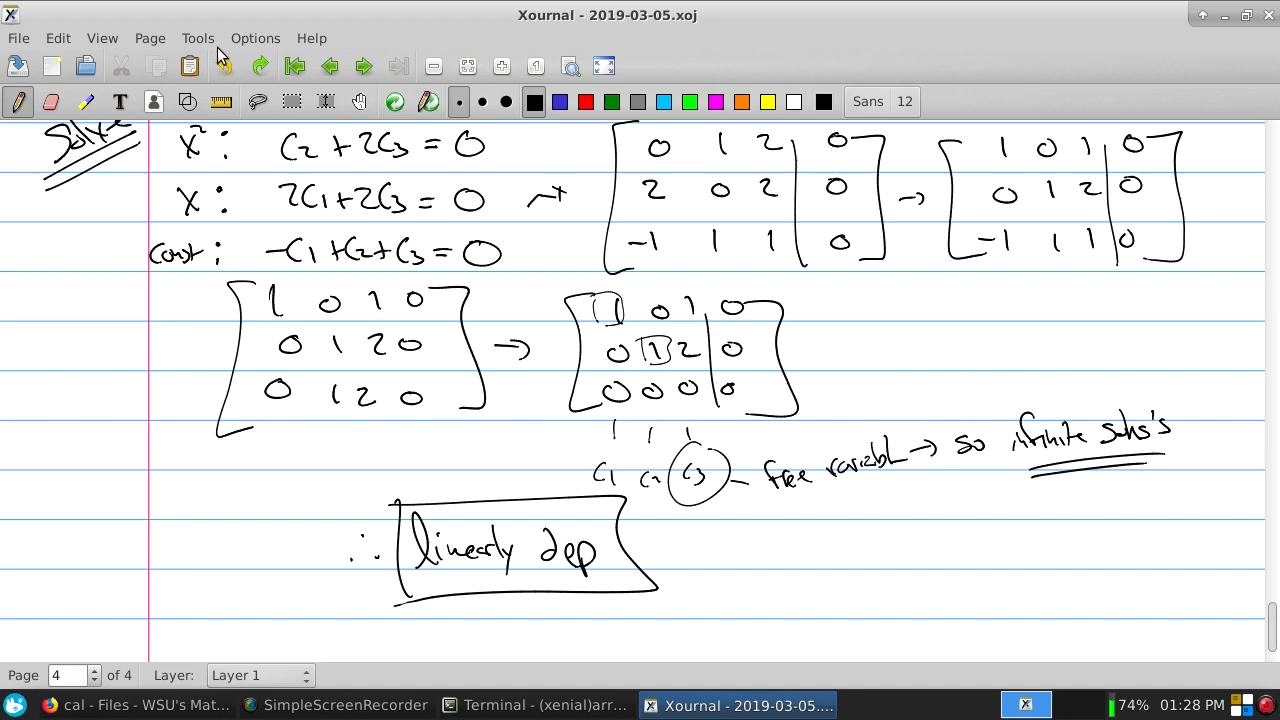 Xournal - 2019-03-05.xoj
File Edit View Page Tools Options Help
Sans 12
Solve
x²: C2 + 2C3 = 0
0 1 2 | 0
1 0 1 | 0
x: 2C1+2C3 = 0
2 0 2 | 0
→
0 1 2 | 0
const: -C1+C2+C3 = 0
-1 1 1 | 0
-1 1 1 | 0
1 0 1 0
1 0 1 | 0
0 1 2 0
→
0 1 2 | 0
0 1 2 0
0 0 0 | 0
C1 C2 C3 — free variabl → so infinite solns's
∴ linearly dep
Page 4 of 4 Layer: Layer 1
cal - Files - WSU's Mat... SimpleScreenRecorder Terminal - (xenial)arr... Xournal - 2019-03-05.... 74% 01:28 PM